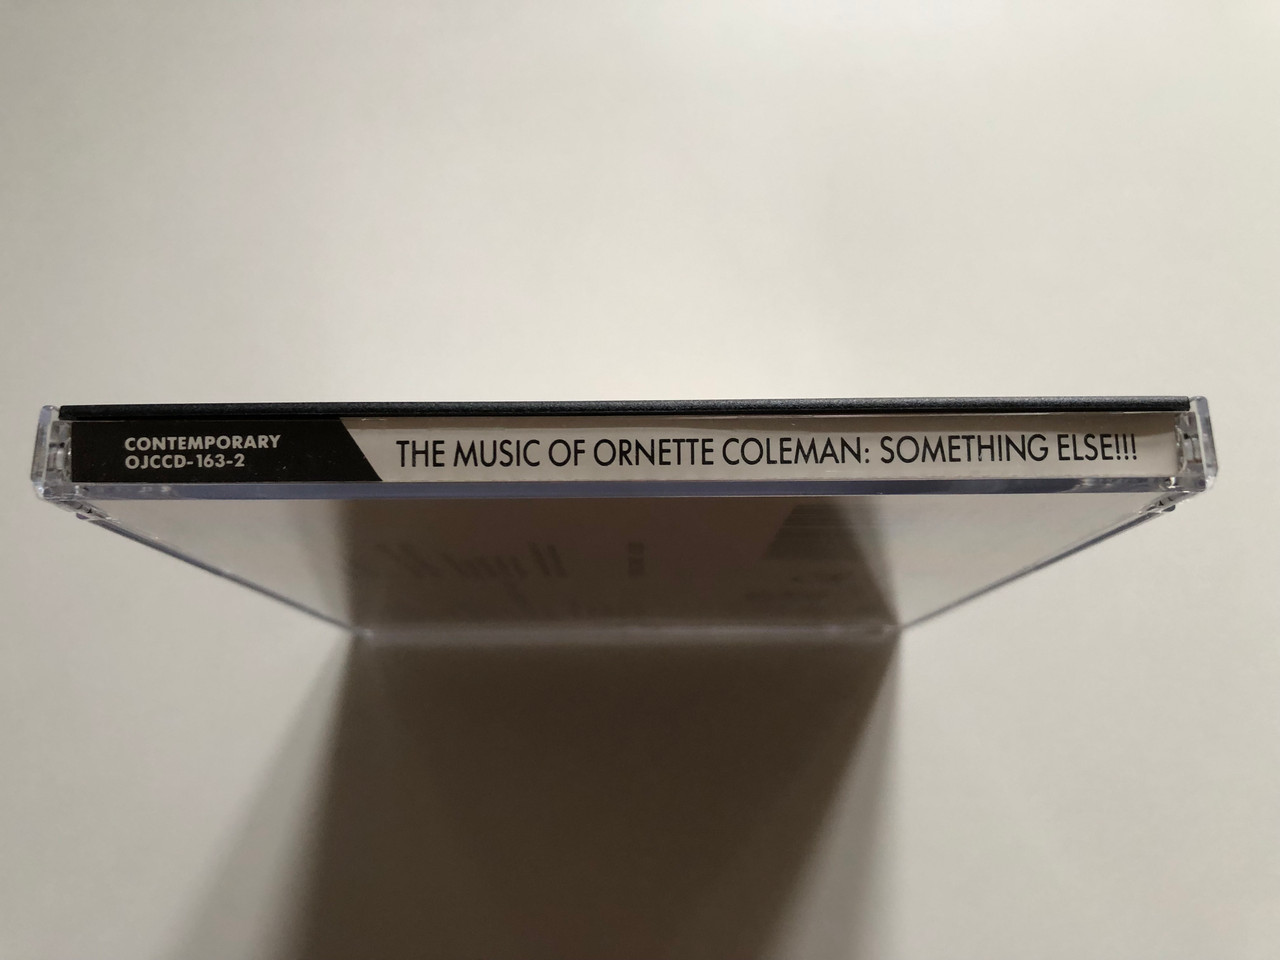 CONTEMPORARY
OJCCD-163-2
THE MUSIC OF ORNETTE COLEMAN: SOMETHING ELSE!!!